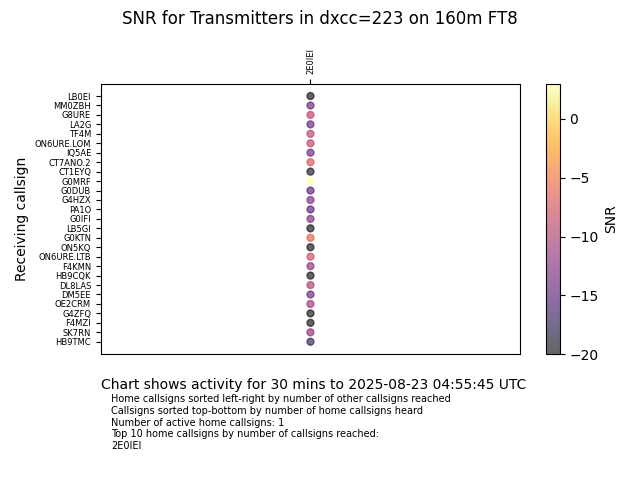 SNR for Transmitters in dxcc=223 on 160m FT8
2E0IEI
LB0EI
MM0ZBH
G8URE
LA2G
TF4M
ON6URE.LOM
IQ5AE
CT7ANO.2
CT1EYQ
G0MRF
G0DUB
G4HZX
PA1O
G0IFI
LB5GI
G0KTN
ON5KQ
ON6URE.LTB
F4KMN
HB9CQK
DL8LAS
DM5EE
OE2CRM
G4ZFQ
F4MZI
SK7RN
HB9TMC
Receiving callsign
0
−5
−10
−15
−20
SNR
Chart shows activity for 30 mins to 2025-08-23 04:55:45 UTC
Home callsigns sorted left-right by number of other callsigns reached
Callsigns sorted top-bottom by number of home callsigns heard
Number of active home callsigns: 1
Top 10 home callsigns by number of callsigns reached:
2E0IEI